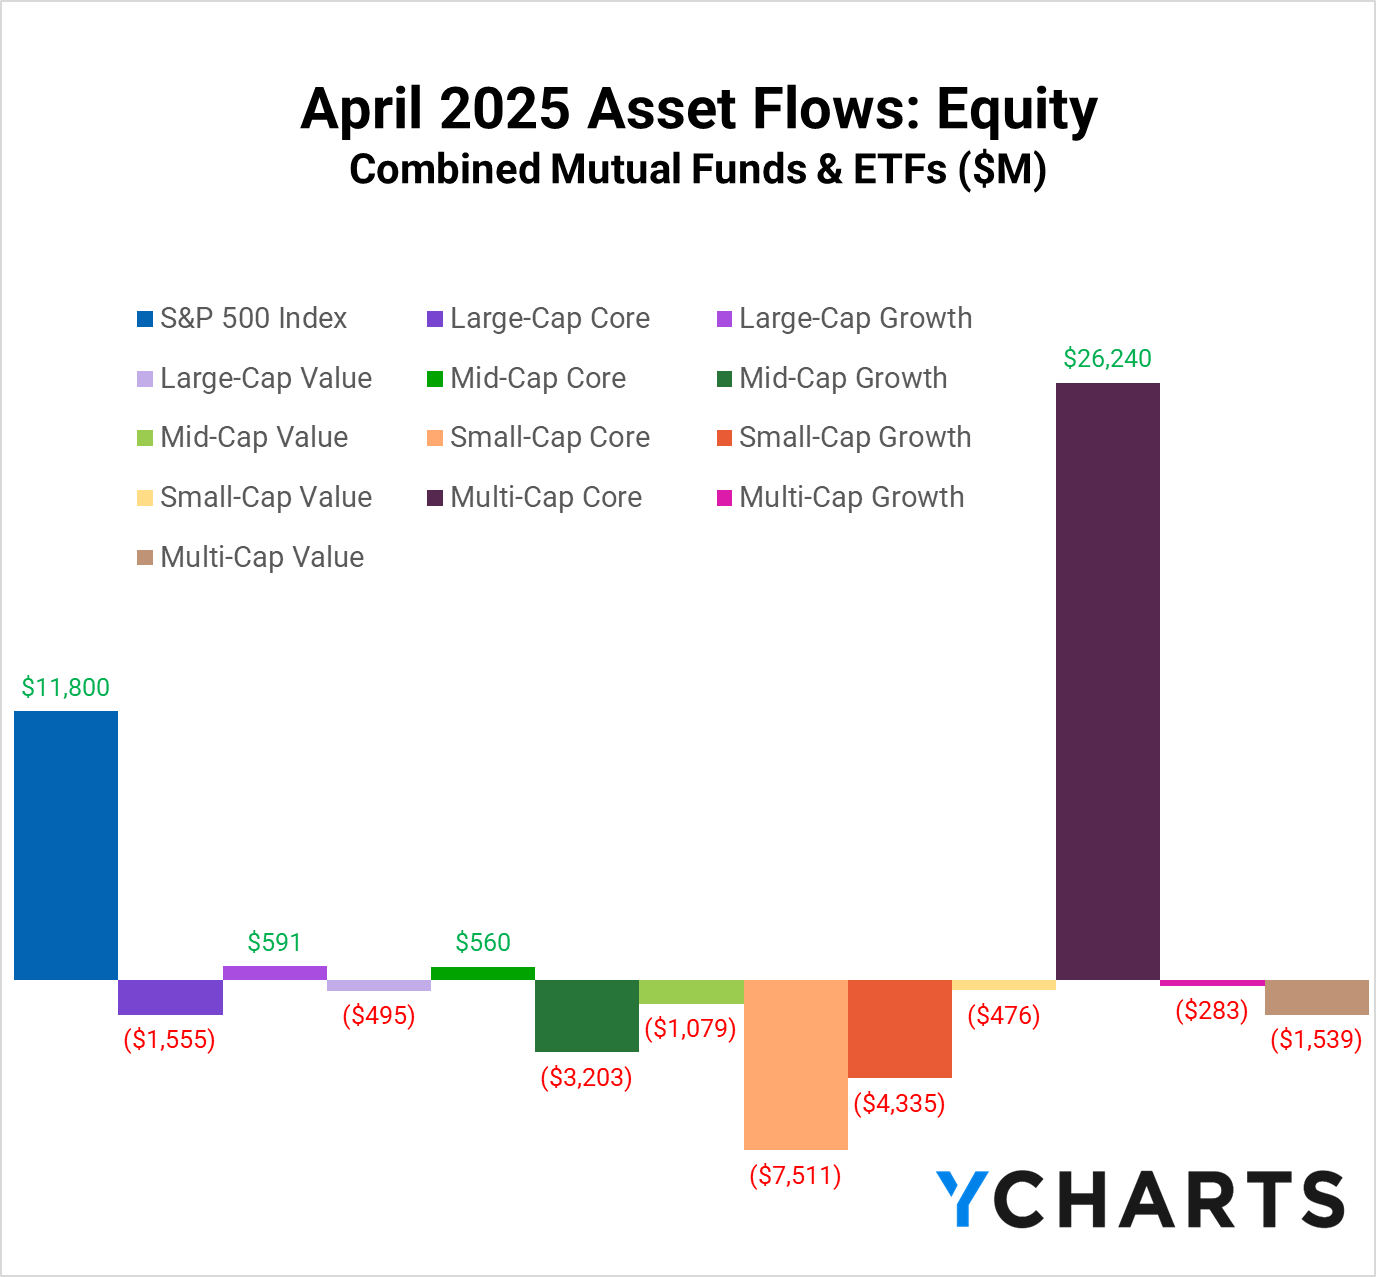 April 2025 Asset Flows: Equity
Combined Mutual Funds & ETFs ($M)
S&P 500 Index
Large-Cap Core
Large-Cap Growth
Large-Cap Value
Mid-Cap Core
Mid-Cap Growth
Mid-Cap Value
Small-Cap Core
Small-Cap Growth
Small-Cap Value
Multi-Cap Core
Multi-Cap Growth
Multi-Cap Value
$11,800
($1,555)
$591
($495)
$560
($3,203)
($1,079)
($7,511)
($4,335)
($476)
$26,240
($283)
($1,539)
YCHARTS